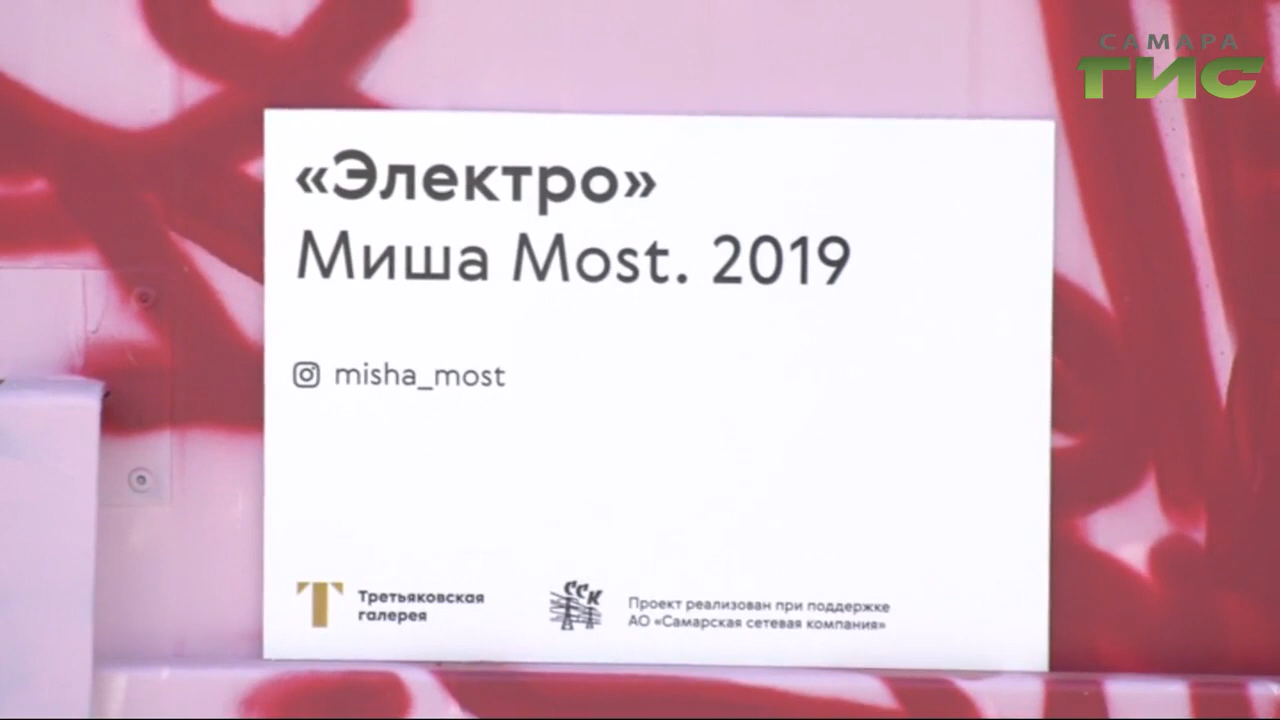 САМАРА
ГИС
«Электро»
Миша Most. 2019
misha_most
Третьяковская
галерея
ССК
Проект реализован при поддержке
АО «Самарская сетевая компания»